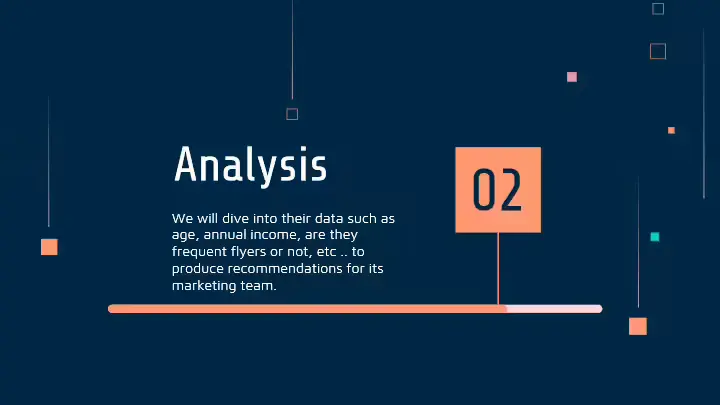 Analysis
02
We will dive into their data such as
age, annual income, are they
frequent flyers or not, etc .. to
produce recommendations for its
marketing team.